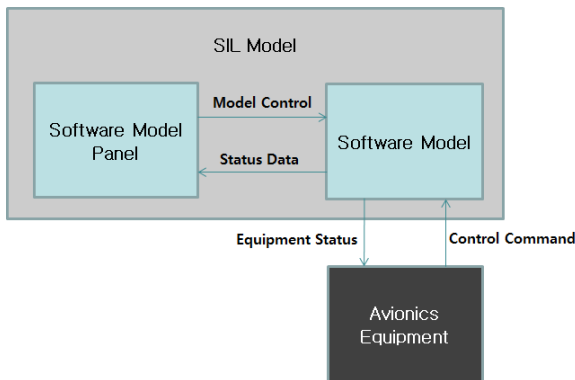 SIL Model
Model Control
Software Model
Panel
Software Model
Status Data
Equipment Status
Control Command
Avionics
Equipment